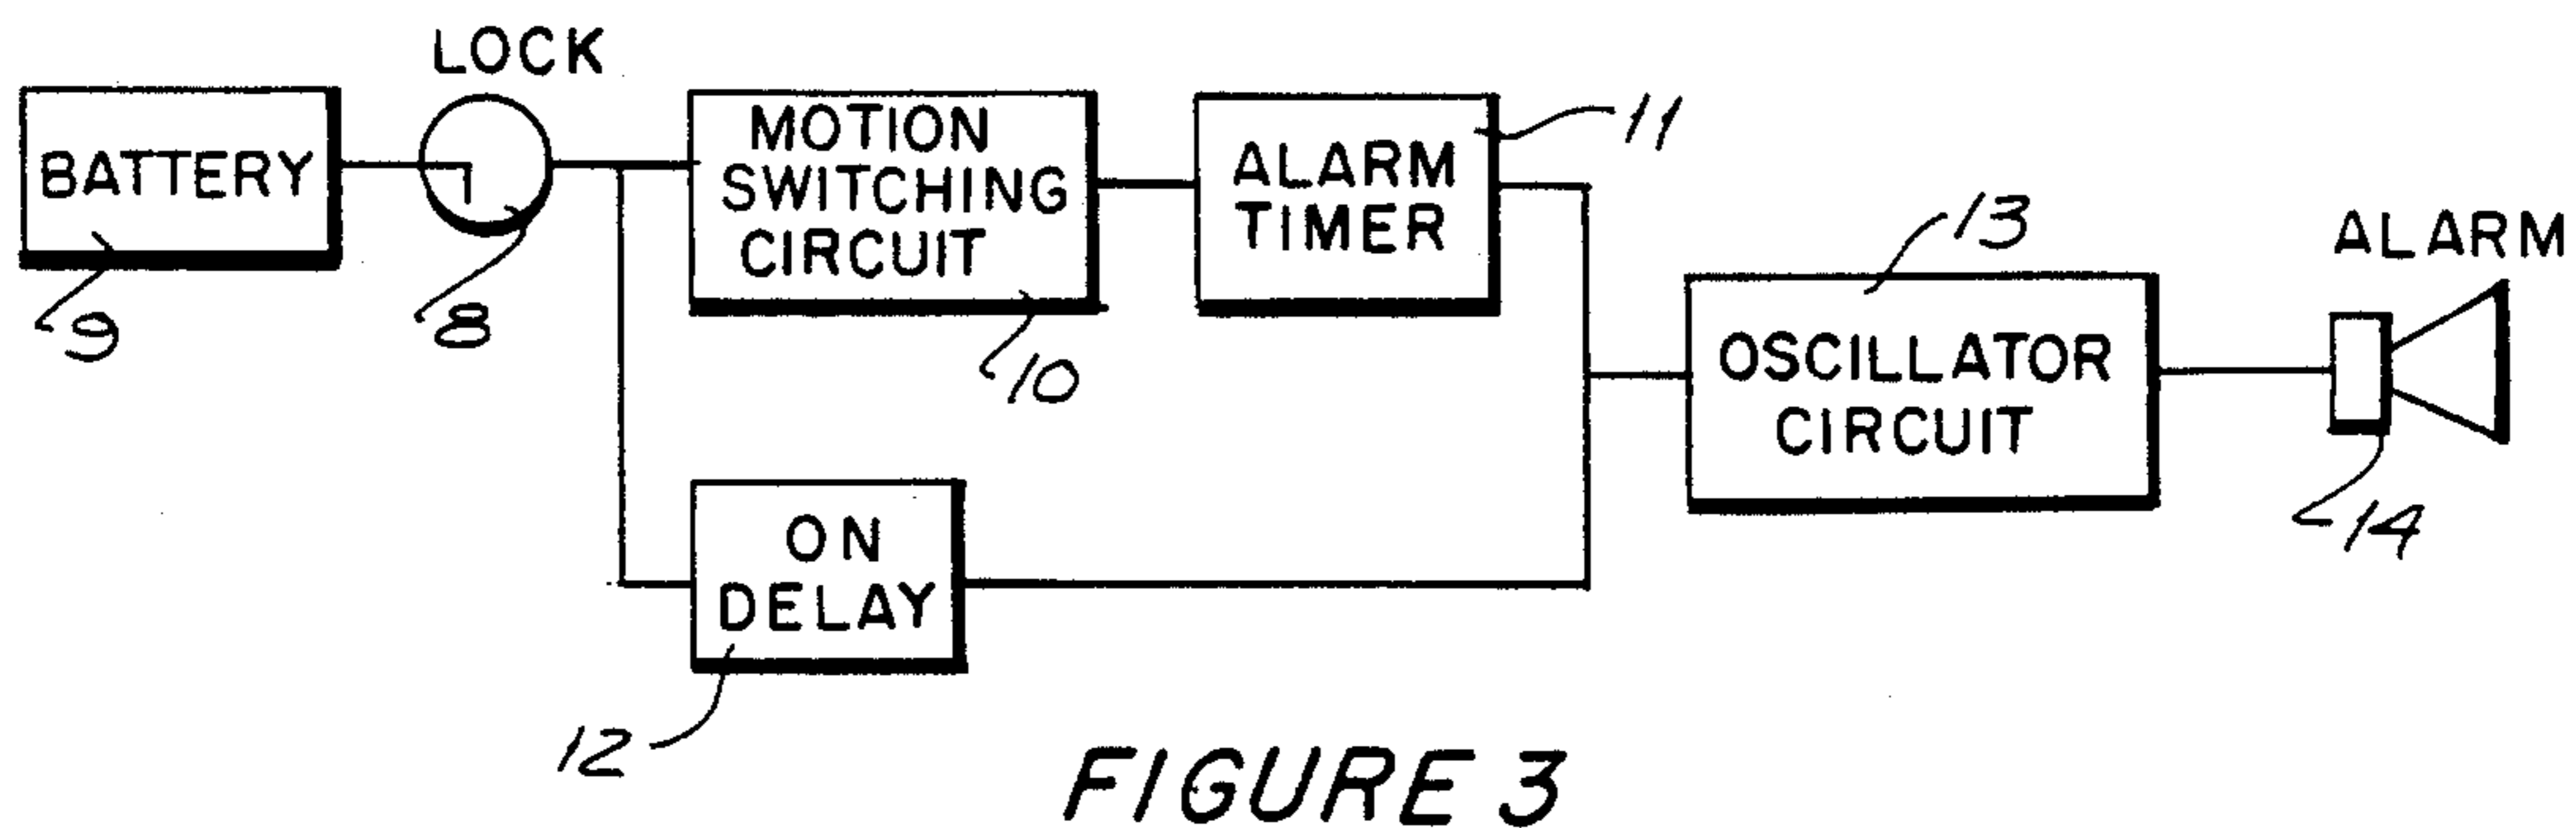 LOCK
BATTERY
9
8
MOTION
SWITCHING
CIRCUIT
10
ALARM
TIMER
11
ON
DELAY
12
OSCILLATOR
CIRCUIT
13
ALARM
14
FIGURE 3